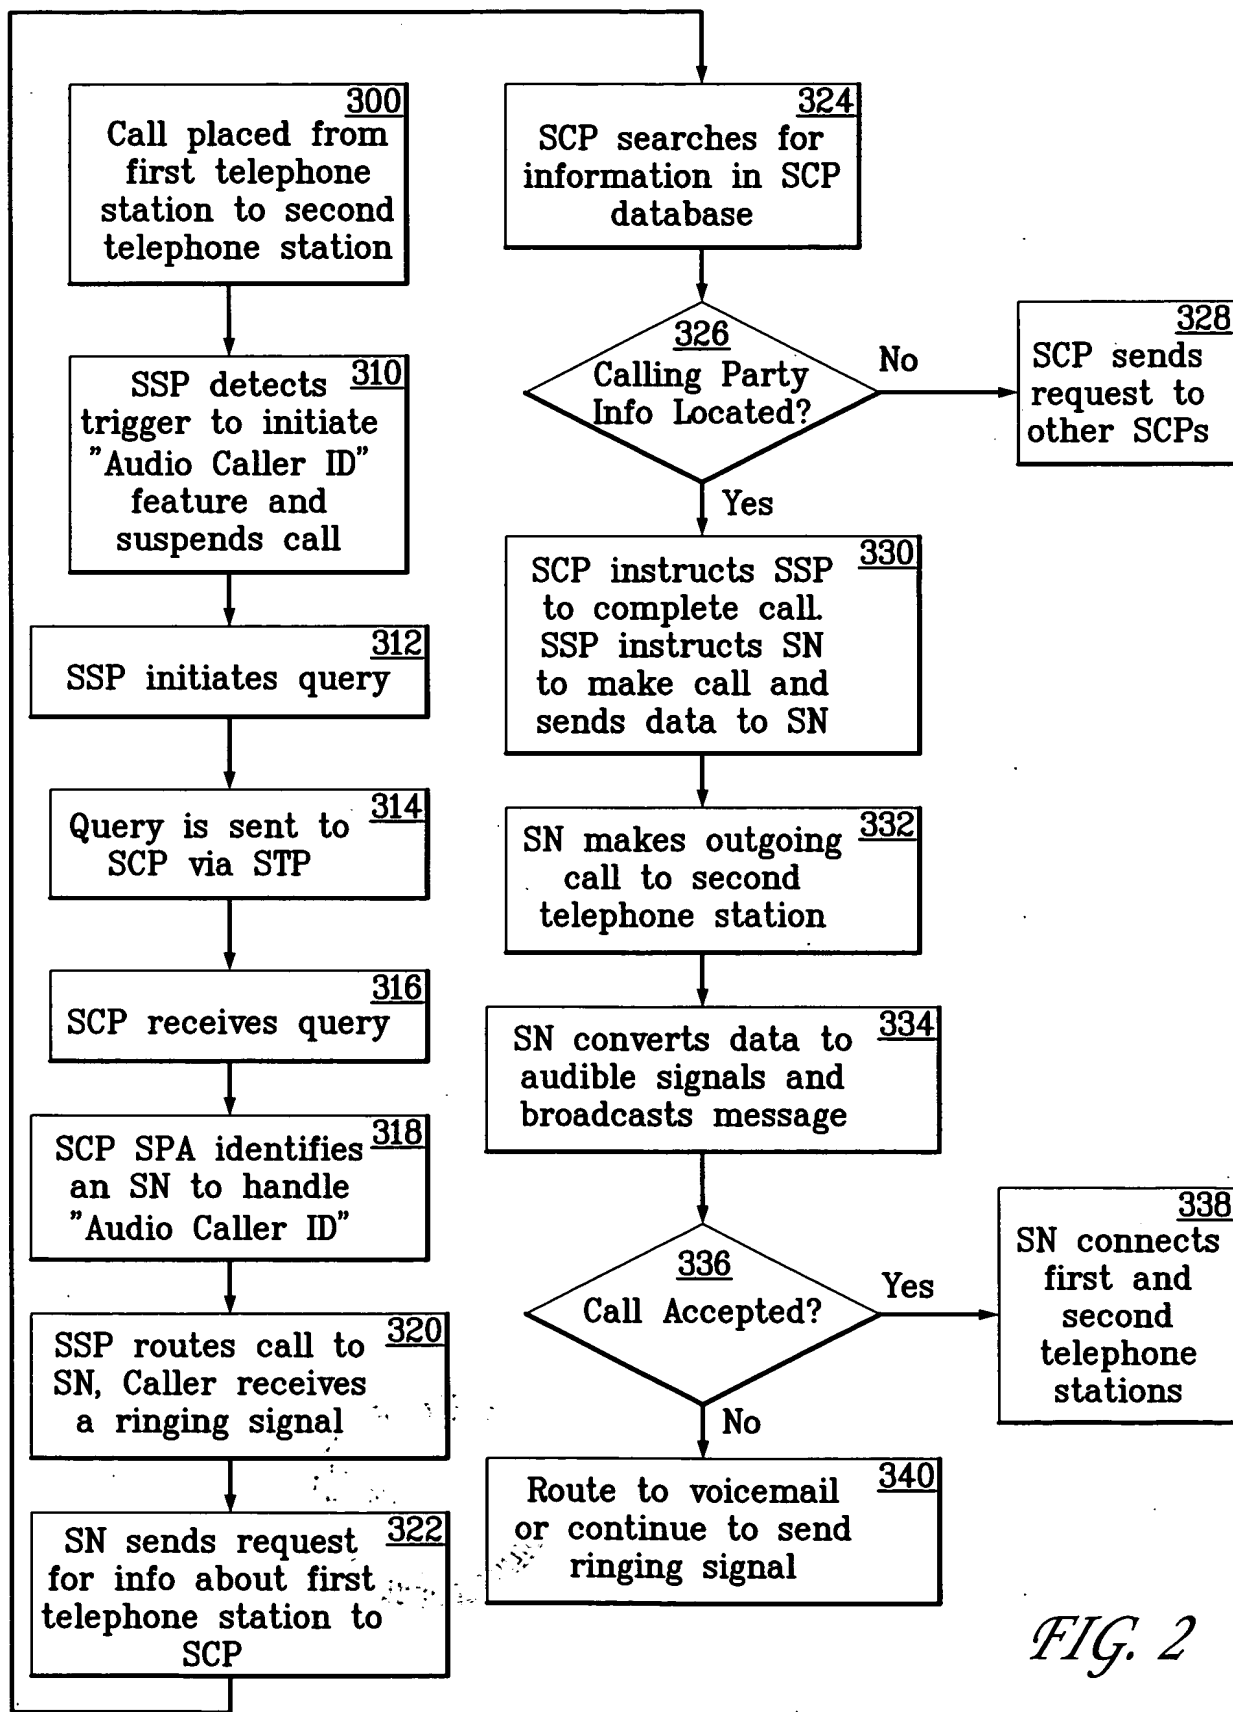 300
Call placed from
first telephone
station to second
telephone station
310
SSP detects
trigger to initiate
"Audio Caller ID"
feature and
suspends call
312
SSP initiates query
314
Query is sent to
SCP via STP
316
SCP receives query
318
SCP SPA identifies
an SN to handle
"Audio Caller ID"
320
SSP routes call to
SN, Caller receives
a ringing signal
322
SN sends request
for info about first
telephone station to
SCP
324
SCP searches for
information in SCP
database
326
Calling Party
Info Located?
No
328
SCP sends
request to
other SCPs
Yes
330
SCP instructs SSP
to complete call.
SSP instructs SN
to make call and
sends data to SN
332
SN makes outgoing
call to second
telephone station
334
SN converts data to
audible signals and
broadcasts message
336
Call Accepted?
Yes
338
SN connects
first and
second
telephone
stations
No
340
Route to voicemail
or continue to send
ringing signal
FIG. 2